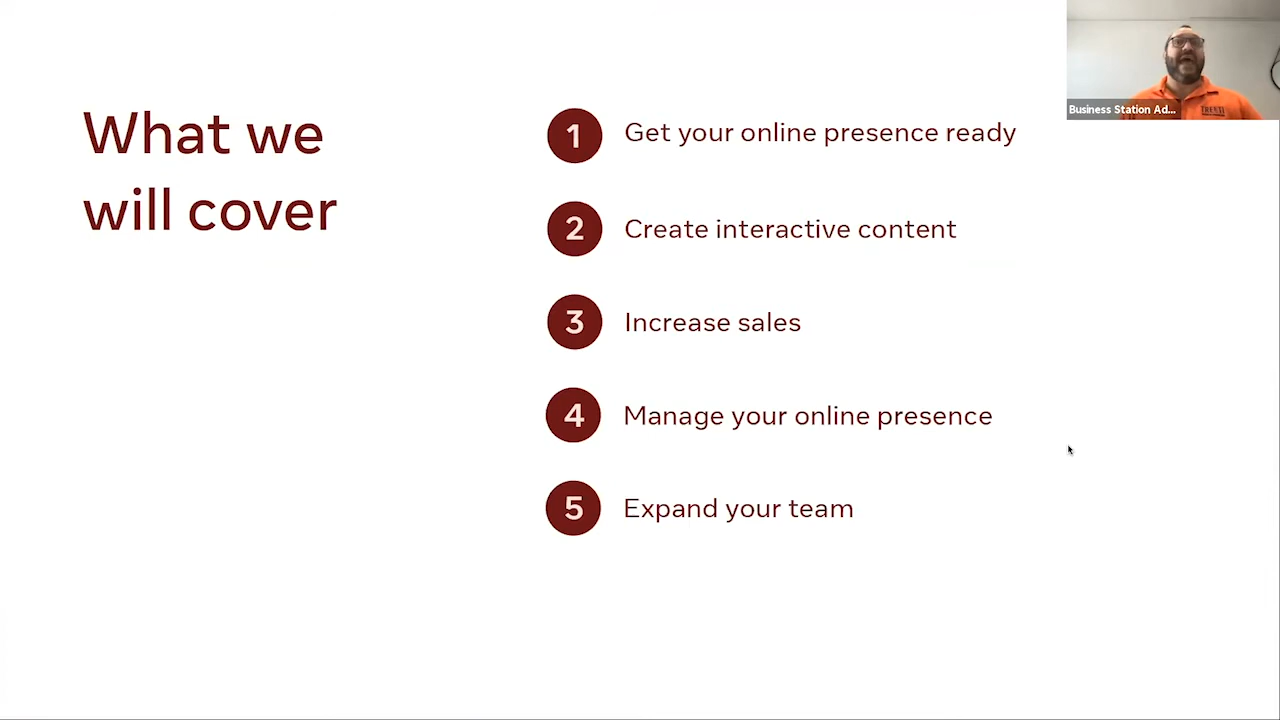 What we
will cover
1 Get your online presence ready
2 Create interactive content
3 Increase sales
4 Manage your online presence
5 Expand your team
Business Station Ad...